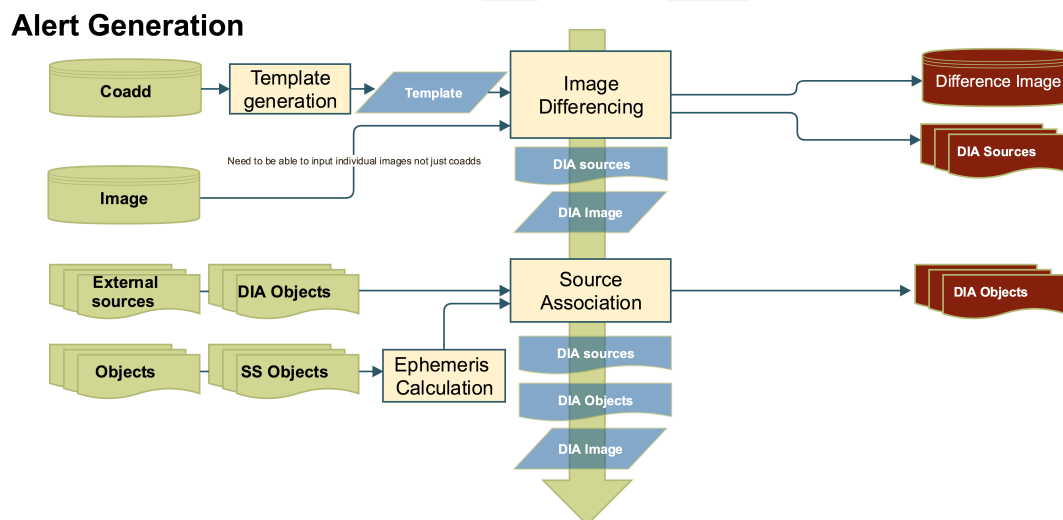 Alert Generation
Coadd
Template
generation
Template
Image
Differencing
Difference Image
DIA Sources
Need to be able to input individual images not just coadds
Image
DIA sources
DIA Image
External
sources
DIA Objects
Source
Association
DIA Objects
Objects
SS Objects
Ephemeris
Calculation
DIA sources
DIA Objects
DIA Image